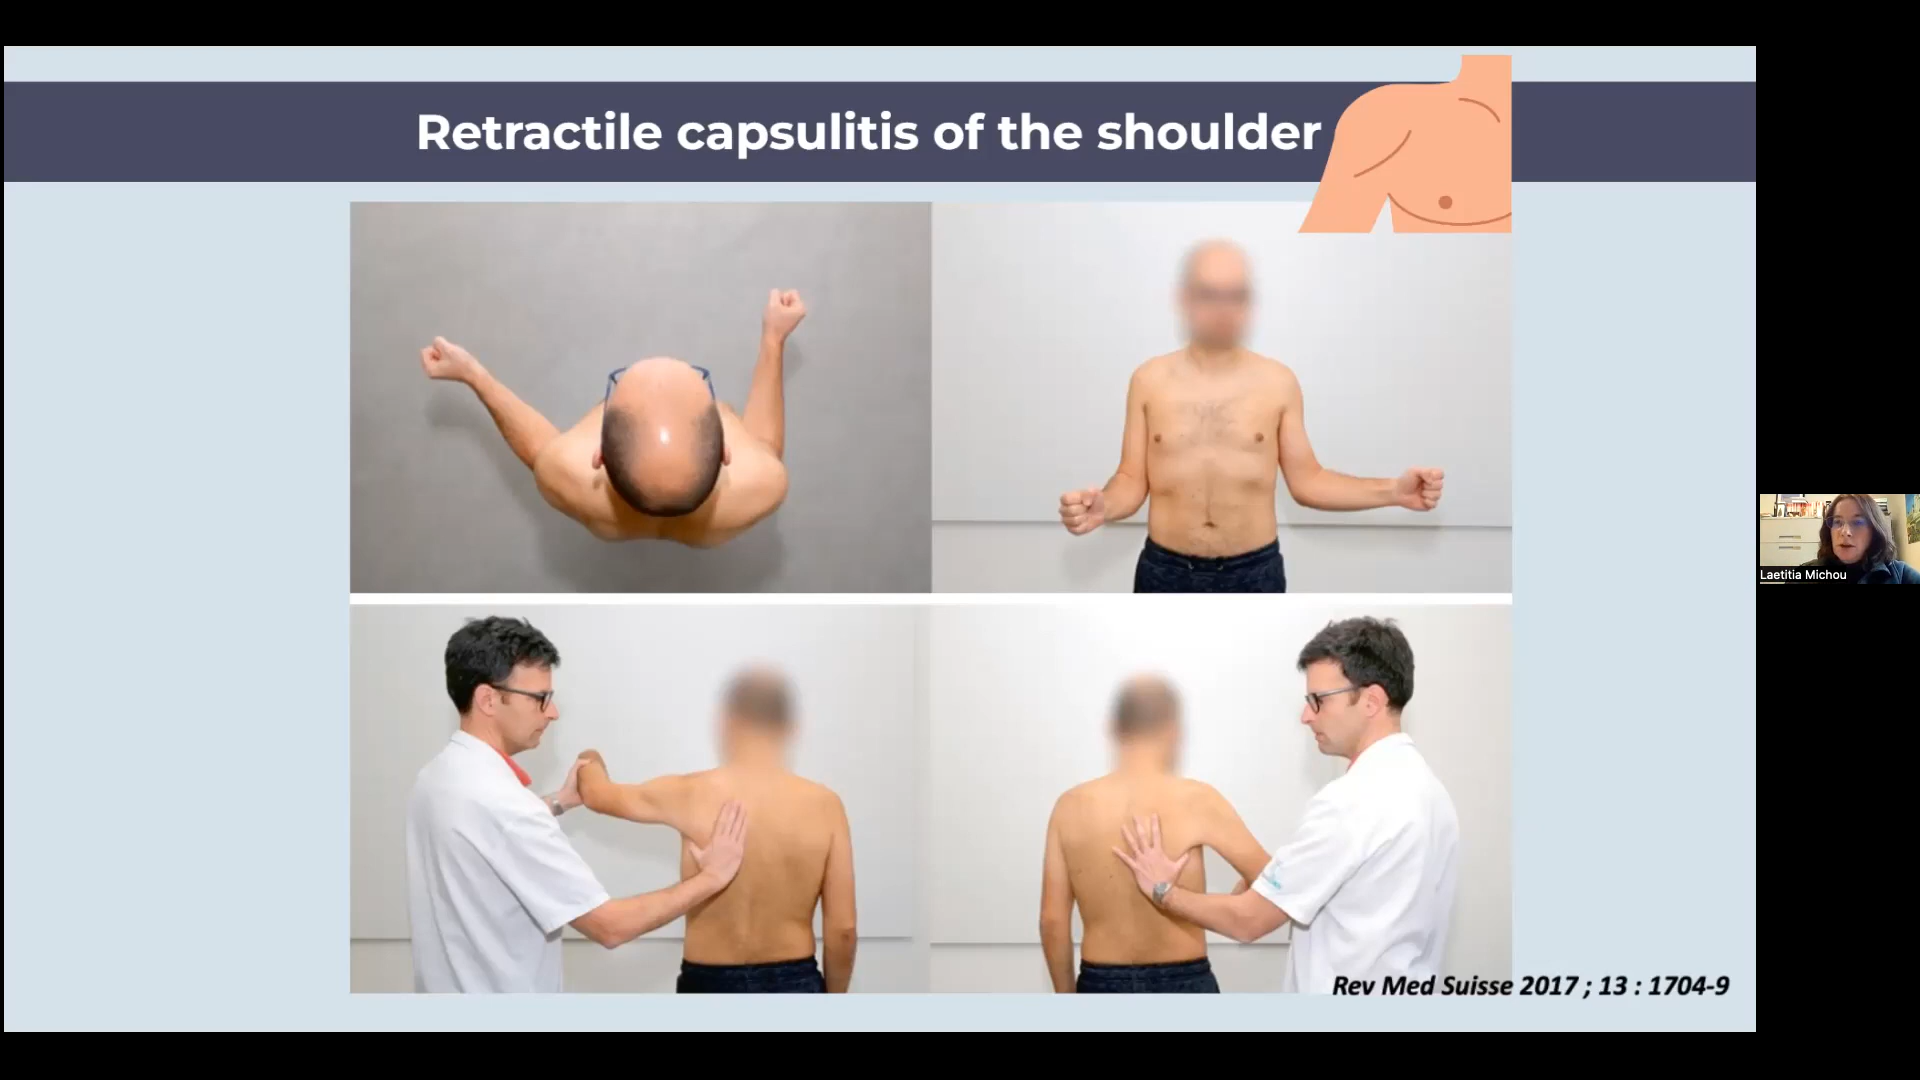 Retractile capsulitis of the shoulder
Laetitia Michou
Rev Med Suisse 2017 ; 13 : 1704-9